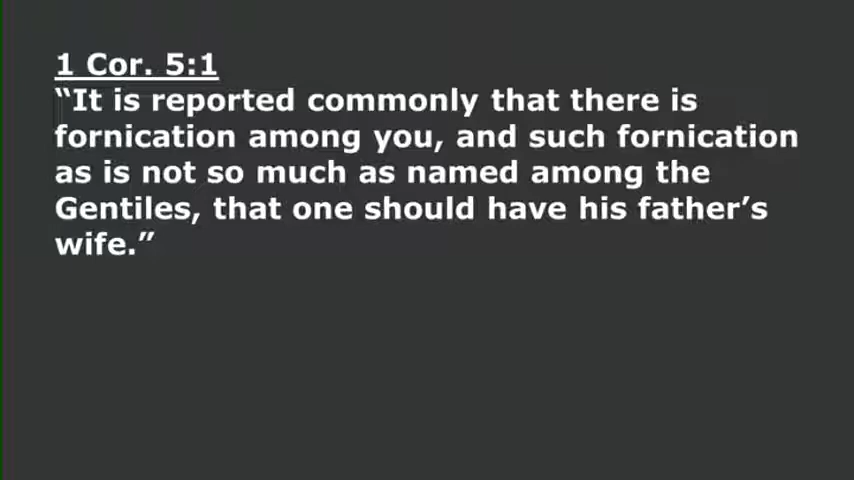 1 Cor. 5:1
“It is reported commonly that there is
fornication among you, and such fornication
as is not so much as named among the
Gentiles, that one should have his father’s
wife.”